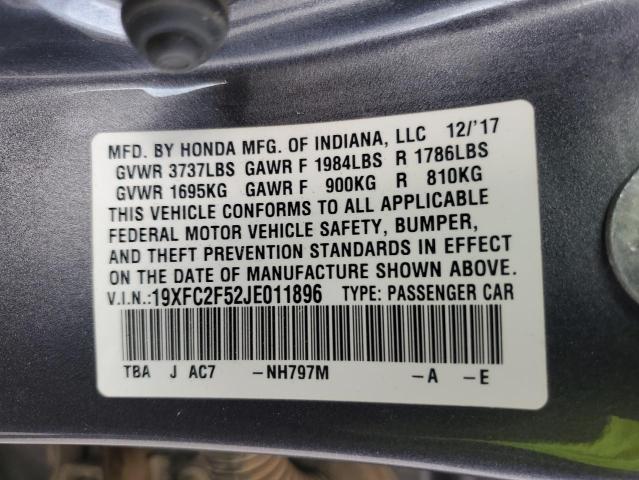 MFD. BY HONDA MFG. OF INDIANA, LLC 12/'17
GVWR 3737LBS GAWR F 1984LBS R 1786LBS
GVWR 1695KG GAWR F 900KG R 810KG
THIS VEHICLE CONFORMS TO ALL APPLICABLE
FEDERAL MOTOR VEHICLE SAFETY, BUMPER,
AND THEFT PREVENTION STANDARDS IN EFFECT
ON THE DATE OF MANUFACTURE SHOWN ABOVE.
V.I.N.:19XFC2F52JE011896 TYPE: PASSENGER CAR
TBA J AC7 -NH797M -A -E